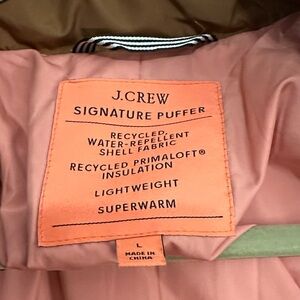 J.CREW
SIGNATURE PUFFER
RECYCLED,
WATER-REPELLENT
SHELL FABRIC
RECYCLED PRIMALOFT®
INSULATION
LIGHTWEIGHT
SUPERWARM
L
MADE IN
CHINA